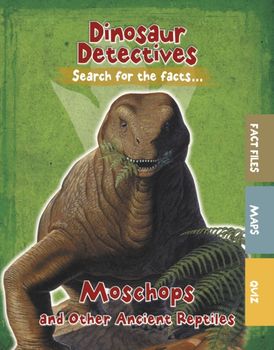 Dinosaur
Detectives
Search for the facts...
FACT FILES
MAPS
QUIZ
Moschops
and Other Ancient Reptiles